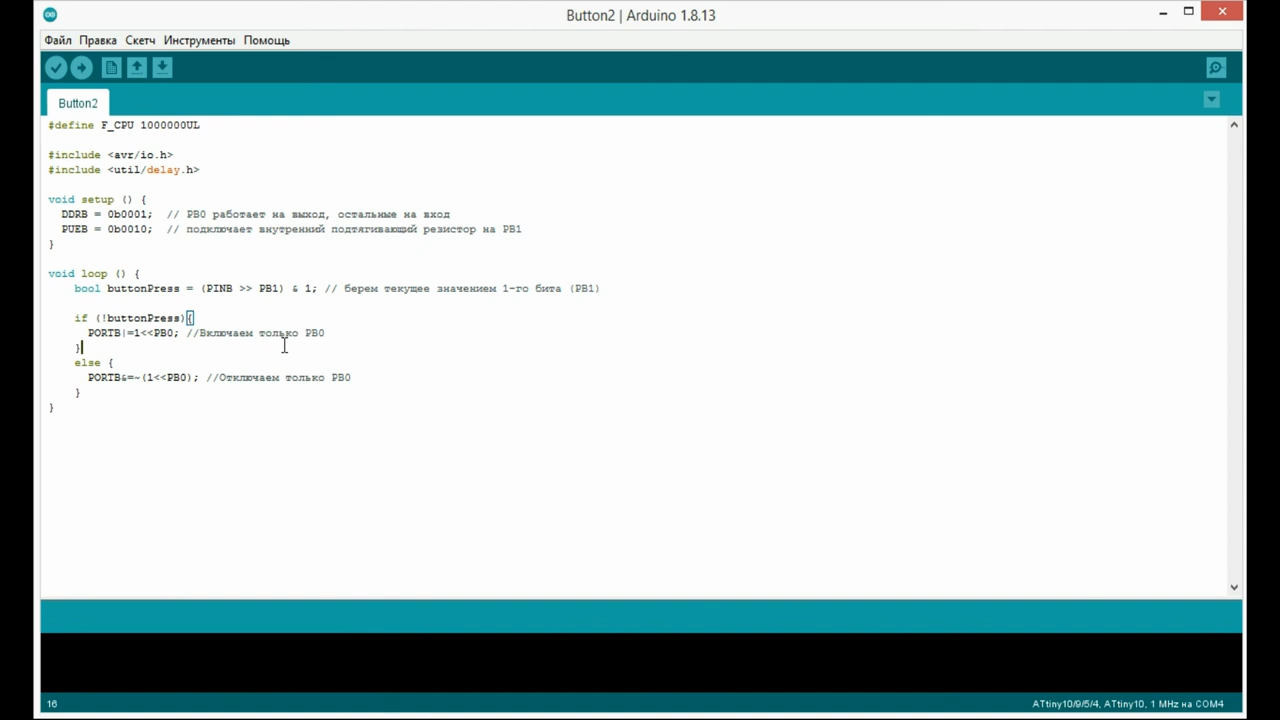 Button2 | Arduino 1.8.13
Файл Правка Скетч Инструменты Помощь
Button2
#define F_CPU 1000000UL
#include <avr/io.h>
#include <util/delay.h>
void setup () {
DDRB = 0b0001; // PB0 работает на выход, остальные на вход
PUEB = 0b0010; // подключает внутренний подтягивающий резистор на PB1
}
void loop () {
bool buttonPress = (PINB >> PB1) & 1; // берем текущее значением 1-го бита (PB1)
if (!buttonPress){
PORTB|=1<<PB0; //Включаем только PB0
}
else {
PORTB&=~(1<<PB0); //Отключаем только PB0
}
}
16
ATtiny10/9/5/4, ATtiny10, 1 MHz на COM4